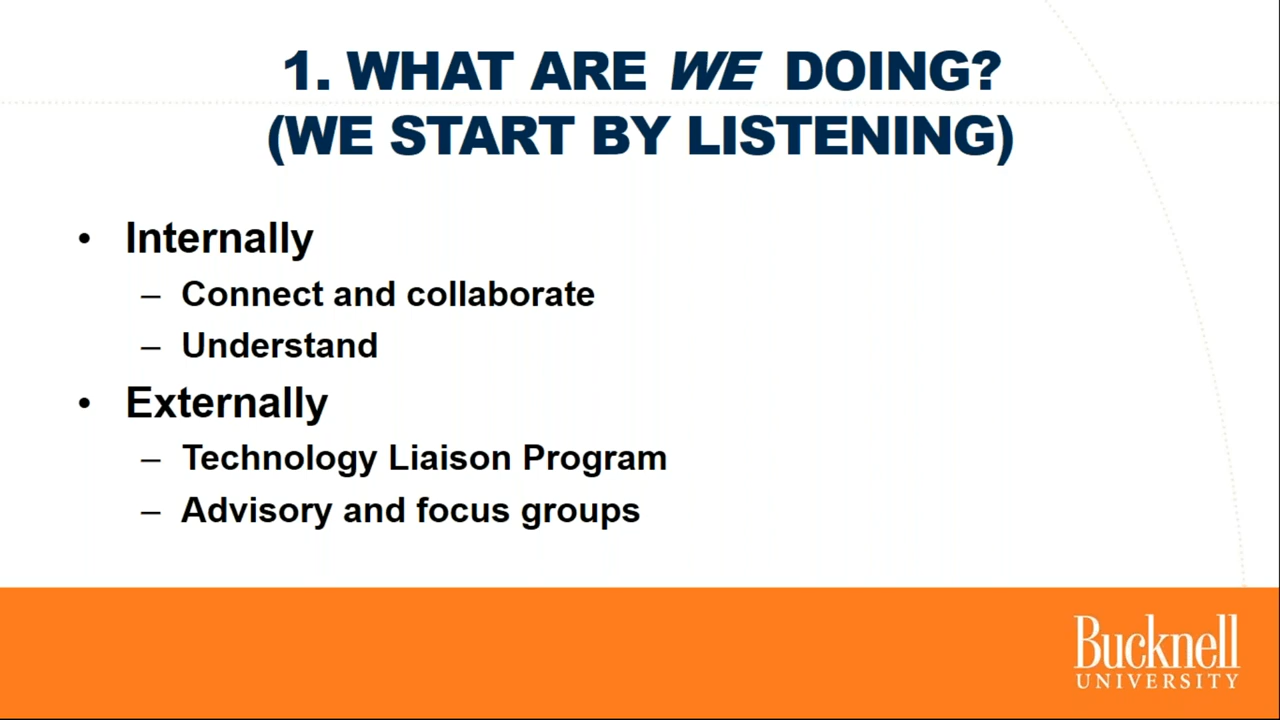 1. WHAT ARE WE DOING?
(WE START BY LISTENING)
• Internally
– Connect and collaborate
– Understand
• Externally
– Technology Liaison Program
– Advisory and focus groups
Bucknell
UNIVERSITY